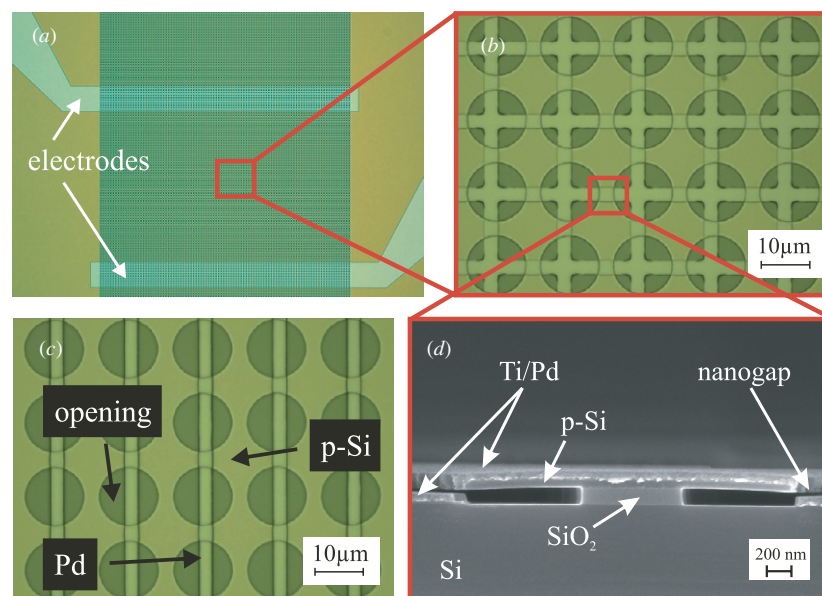 (a)
electrodes
(b)
10µm
(c)
opening
p-Si
Pd
10µm
(d)
Ti/Pd
nanogap
p-Si
SiO₂
Si
200 nm